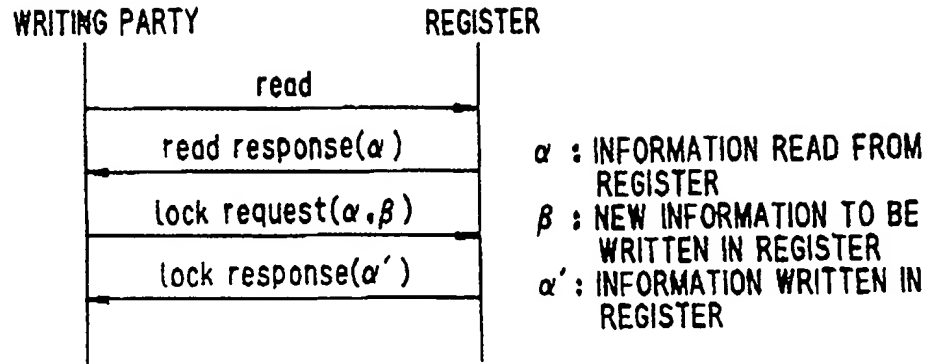 WRITING PARTY REGISTER
read
read response(α)
lock request(α,β)
lock response(α′)
α : INFORMATION READ FROM
REGISTER
β : NEW INFORMATION TO BE
WRITTEN IN REGISTER
α′ : INFORMATION WRITTEN IN
REGISTER